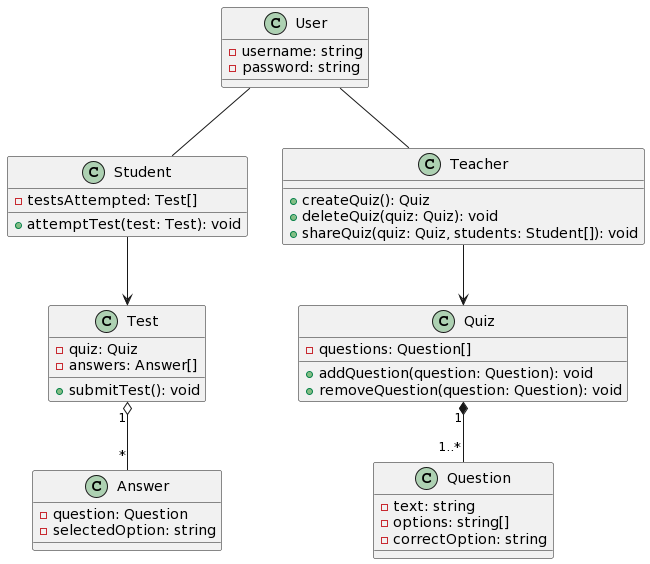 C User
username: string
password: string
C Student
testsAttempted: Test[]
attemptTest(test: Test): void
C Teacher
createQuiz(): Quiz
deleteQuiz(quiz: Quiz): void
shareQuiz(quiz: Quiz, students: Student[]): void
C Test
quiz: Quiz
answers: Answer[]
submitTest(): void
C Quiz
questions: Question[]
addQuestion(question: Question): void
removeQuestion(question: Question): void
1
*
1
1..*
C Answer
question: Question
selectedOption: string
C Question
text: string
options: string[]
correctOption: string